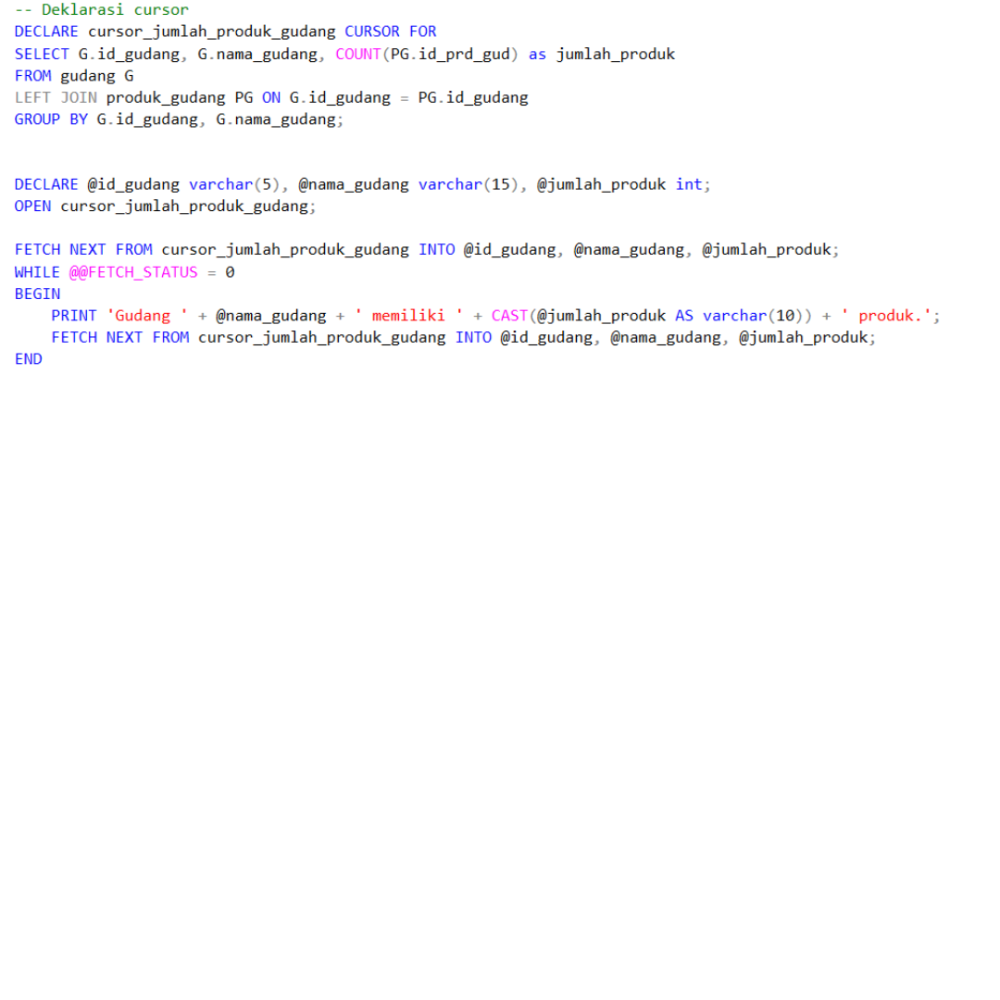 -- Deklarasi cursor
DECLARE cursor_jumlah_produk_gudang CURSOR FOR
SELECT G.id_gudang, G.nama_gudang, COUNT(PG.id_prd_gud) as jumlah_produk
FROM gudang G
LEFT JOIN produk_gudang PG ON G.id_gudang = PG.id_gudang
GROUP BY G.id_gudang, G.nama_gudang;
DECLARE @id_gudang varchar(5), @nama_gudang varchar(15), @jumlah_produk int;
OPEN cursor_jumlah_produk_gudang;
FETCH NEXT FROM cursor_jumlah_produk_gudang INTO @id_gudang, @nama_gudang, @jumlah_produk;
WHILE @@FETCH_STATUS = 0
BEGIN
    PRINT 'Gudang ' + @nama_gudang + ' memiliki ' + CAST(@jumlah_produk AS varchar(10)) + ' produk.';
    FETCH NEXT FROM cursor_jumlah_produk_gudang INTO @id_gudang, @nama_gudang, @jumlah_produk;
END